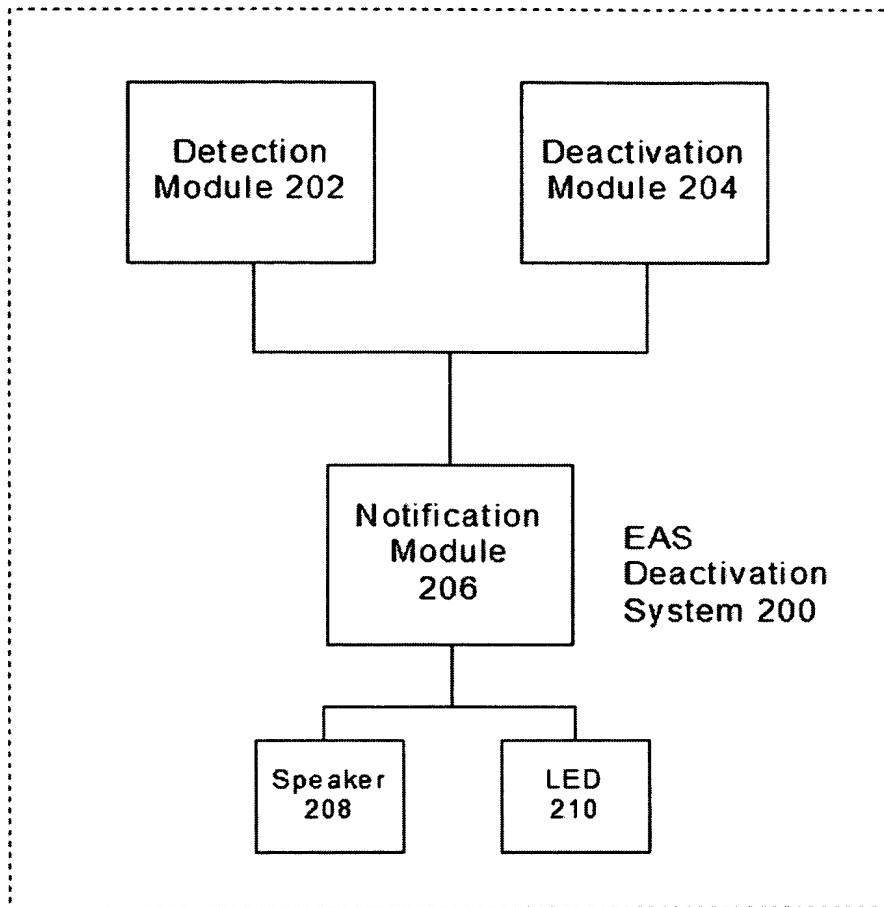 Detection
Module 202
Deactivation
Module 204
Notification
Module
206
EAS
Deactivation
System 200
Speaker
208
LED
210